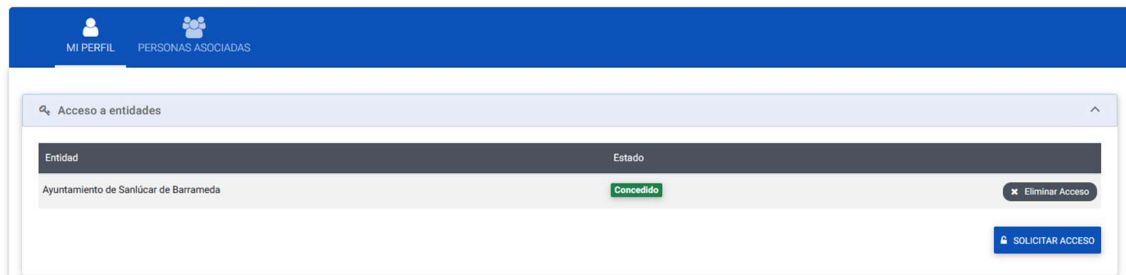 MI PERFIL PERSONAS ASOCIADAS
Acceso a entidades
Entidad Estado
Ayuntamiento de Sanlúcar de Barrameda Concedido Eliminar Acceso
SOLICITAR ACCESO